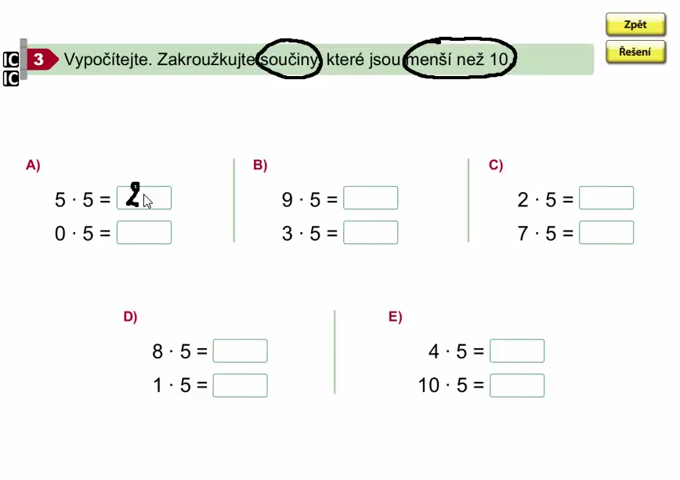 Zpět
3 Vypočítejte. Zakroužkujte součiny, které jsou menší než 10.
Řešení
A)
5 · 5 = 2
0 · 5 =
B)
9 · 5 =
3 · 5 =
C)
2 · 5 =
7 · 5 =
D)
8 · 5 =
1 · 5 =
E)
4 · 5 =
10 · 5 =